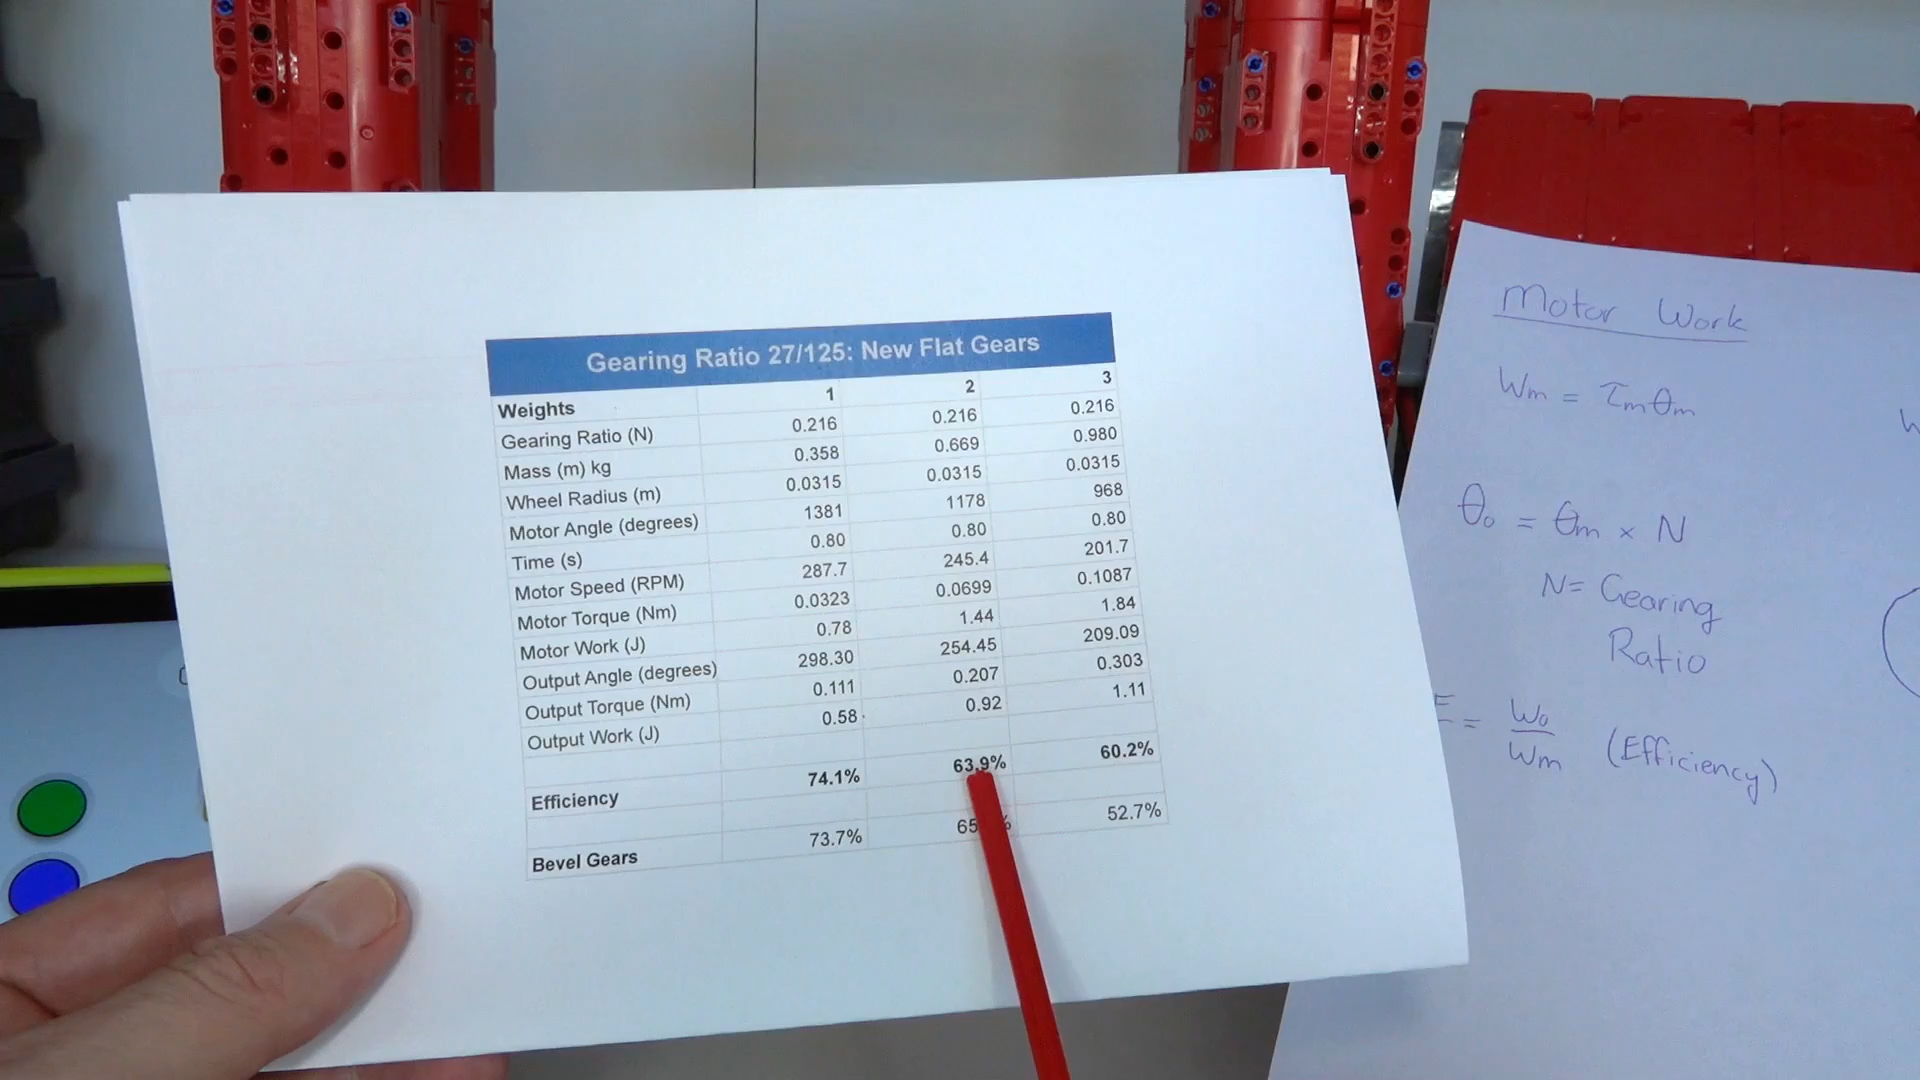 Gearing Ratio 27/125: New Flat Gears
Weights 1 2 3
Gearing Ratio (N) 0.216 0.216 0.216
Mass (m) kg 0.358 0.669 0.980
Wheel Radius (m) 0.0315 0.0315 0.0315
Motor Angle (degrees) 1381 1178 968
Time (s) 0.80 0.80 0.80
Motor Speed (RPM) 287.7 245.4 201.7
Motor Torque (Nm) 0.0323 0.0699 0.1087
Motor Work (J) 0.78 1.44 1.84
Output Angle (degrees) 298.30 254.45 209.09
Output Torque (Nm) 0.111 0.207 0.303
Output Work (J) 0.58 0.92 1.11
Efficiency 74.1% 63.9% 60.2%
Bevel Gears 73.7% 52.7%
Motor Work
Wm = τmθm
θo = θm × N
N = Gearing
Ratio
E = Wo/Wm (Efficiency)